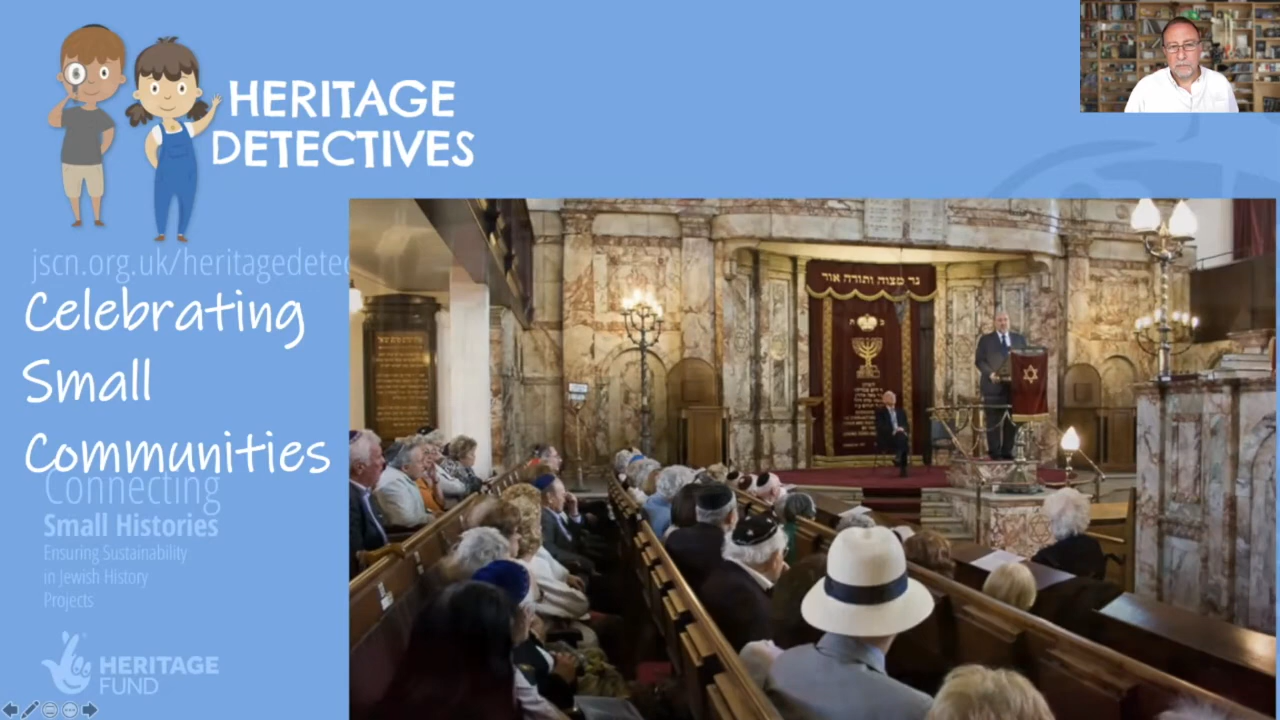 HERITAGE
DETECTIVES
jscn.org.uk/heritagedetec
Celebrating
Small
Communities
Connecting
Small Histories
Ensuring Sustainability
in Jewish History
Projects
HERITAGE
FUND
נר מצוה ותורה אור